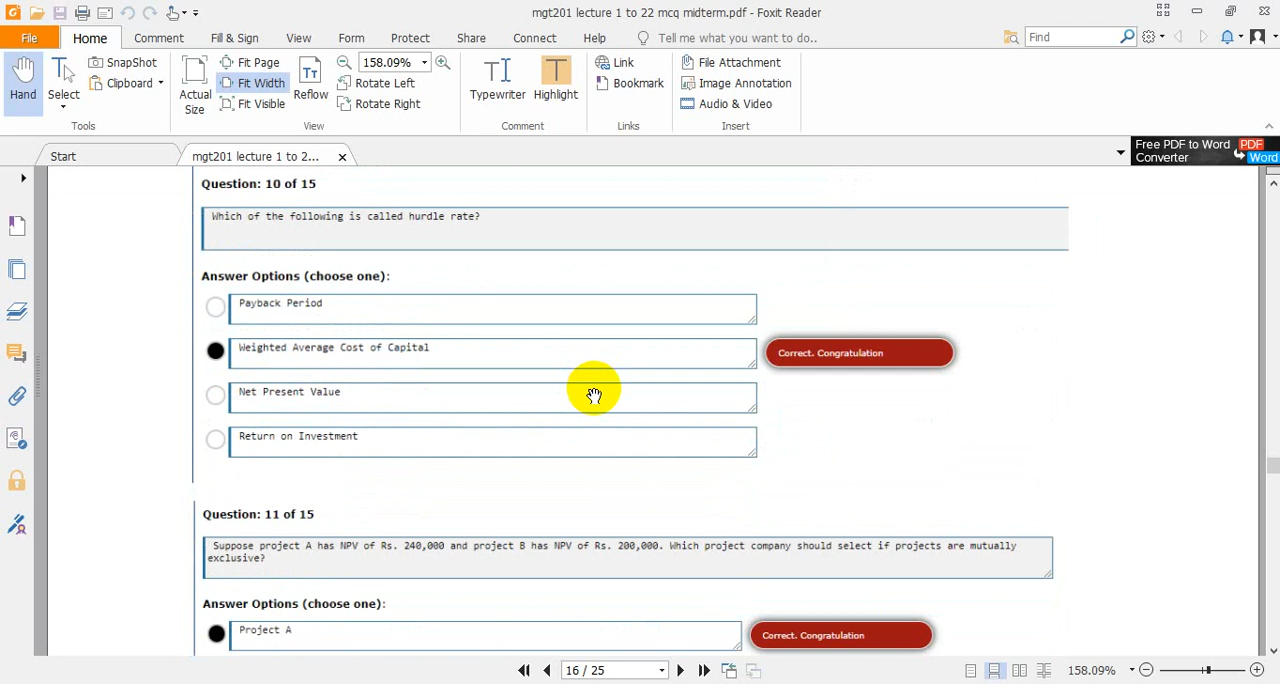 mgt201 lecture 1 to 22 mcq midterm.pdf - Foxit Reader
File Home Comment Fill & Sign View Form Protect Share Connect Help Tell me what you want to do.. Find
Hand
Select
SnapShot
Clipboard
Tools
Actual Size
Fit Page
Fit Width
Fit Visible
Reflow
158.09%
Rotate Left
Rotate Right
View
Typewriter
Highlight
Comment
Link
Bookmark
Links
File Attachment
Image Annotation
Audio & Video
Insert
Start
mgt201 lecture 1 to 2...
Free PDF to Word PDF
Converter Word
Question: 10 of 15
Which of the following is called hurdle rate?
Answer Options (choose one):
Payback Period
Weighted Average Cost of Capital
Correct. Congratulation
Net Present Value
Return on Investment
Question: 11 of 15
Suppose project A has NPV of Rs. 240,000 and project B has NPV of Rs. 200,000. Which project company should select if projects are mutually
exclusive?
Answer Options (choose one):
Project A
Correct. Congratulation
16 / 25
158.09%